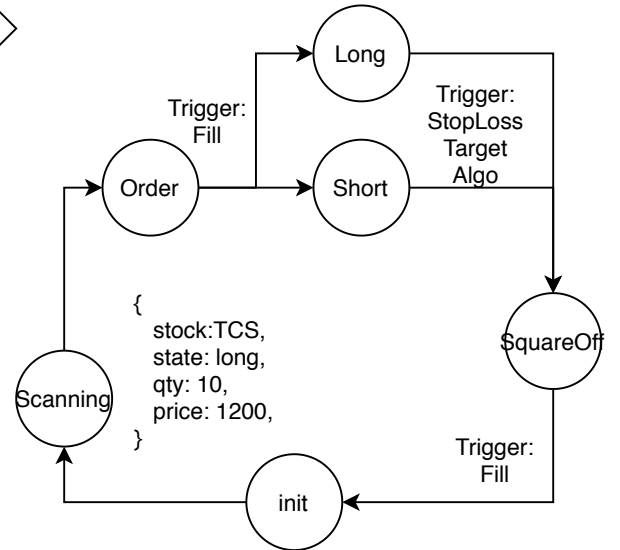 Long
Trigger:
Fill
Trigger:
StopLoss
Target
Algo
Order
Short
{
stock:TCS,
state: long,
qty: 10,
price: 1200,
}
SquareOff
Scanning
Trigger:
Fill
init